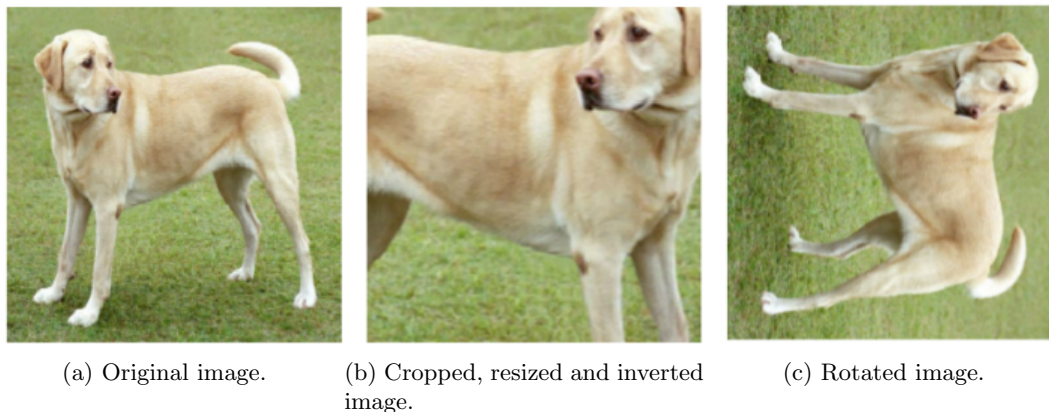 (a) Original image.
(b) Cropped, resized and inverted
image.
(c) Rotated image.